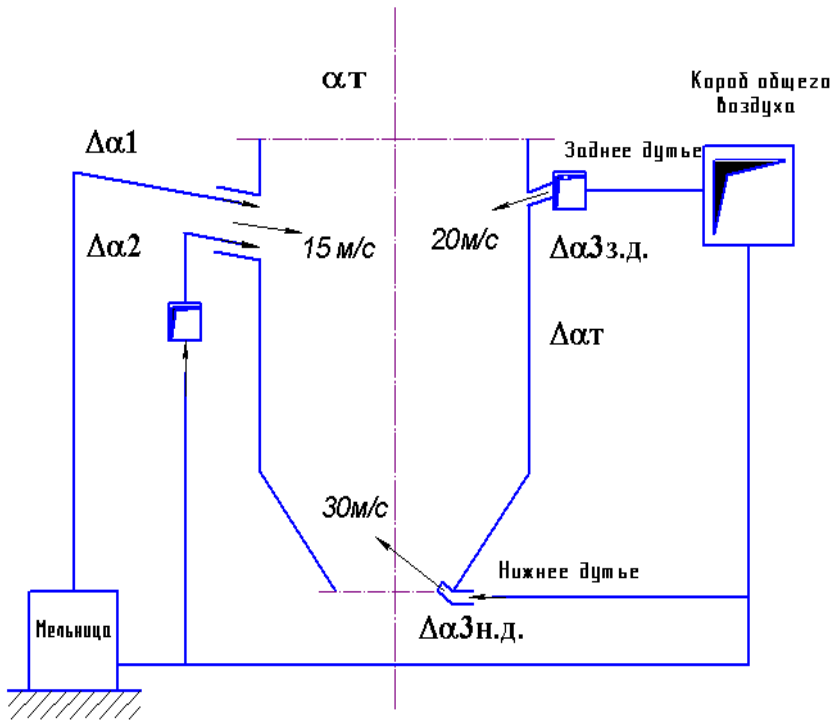 αт
Короб общего
воздуха
Δα1
Заднее дутье
Δα2
15 м/с
20м/с
Δα3з.д.
Δαт
30м/с
Нижнее дутье
Мельница
Δα3н.д.